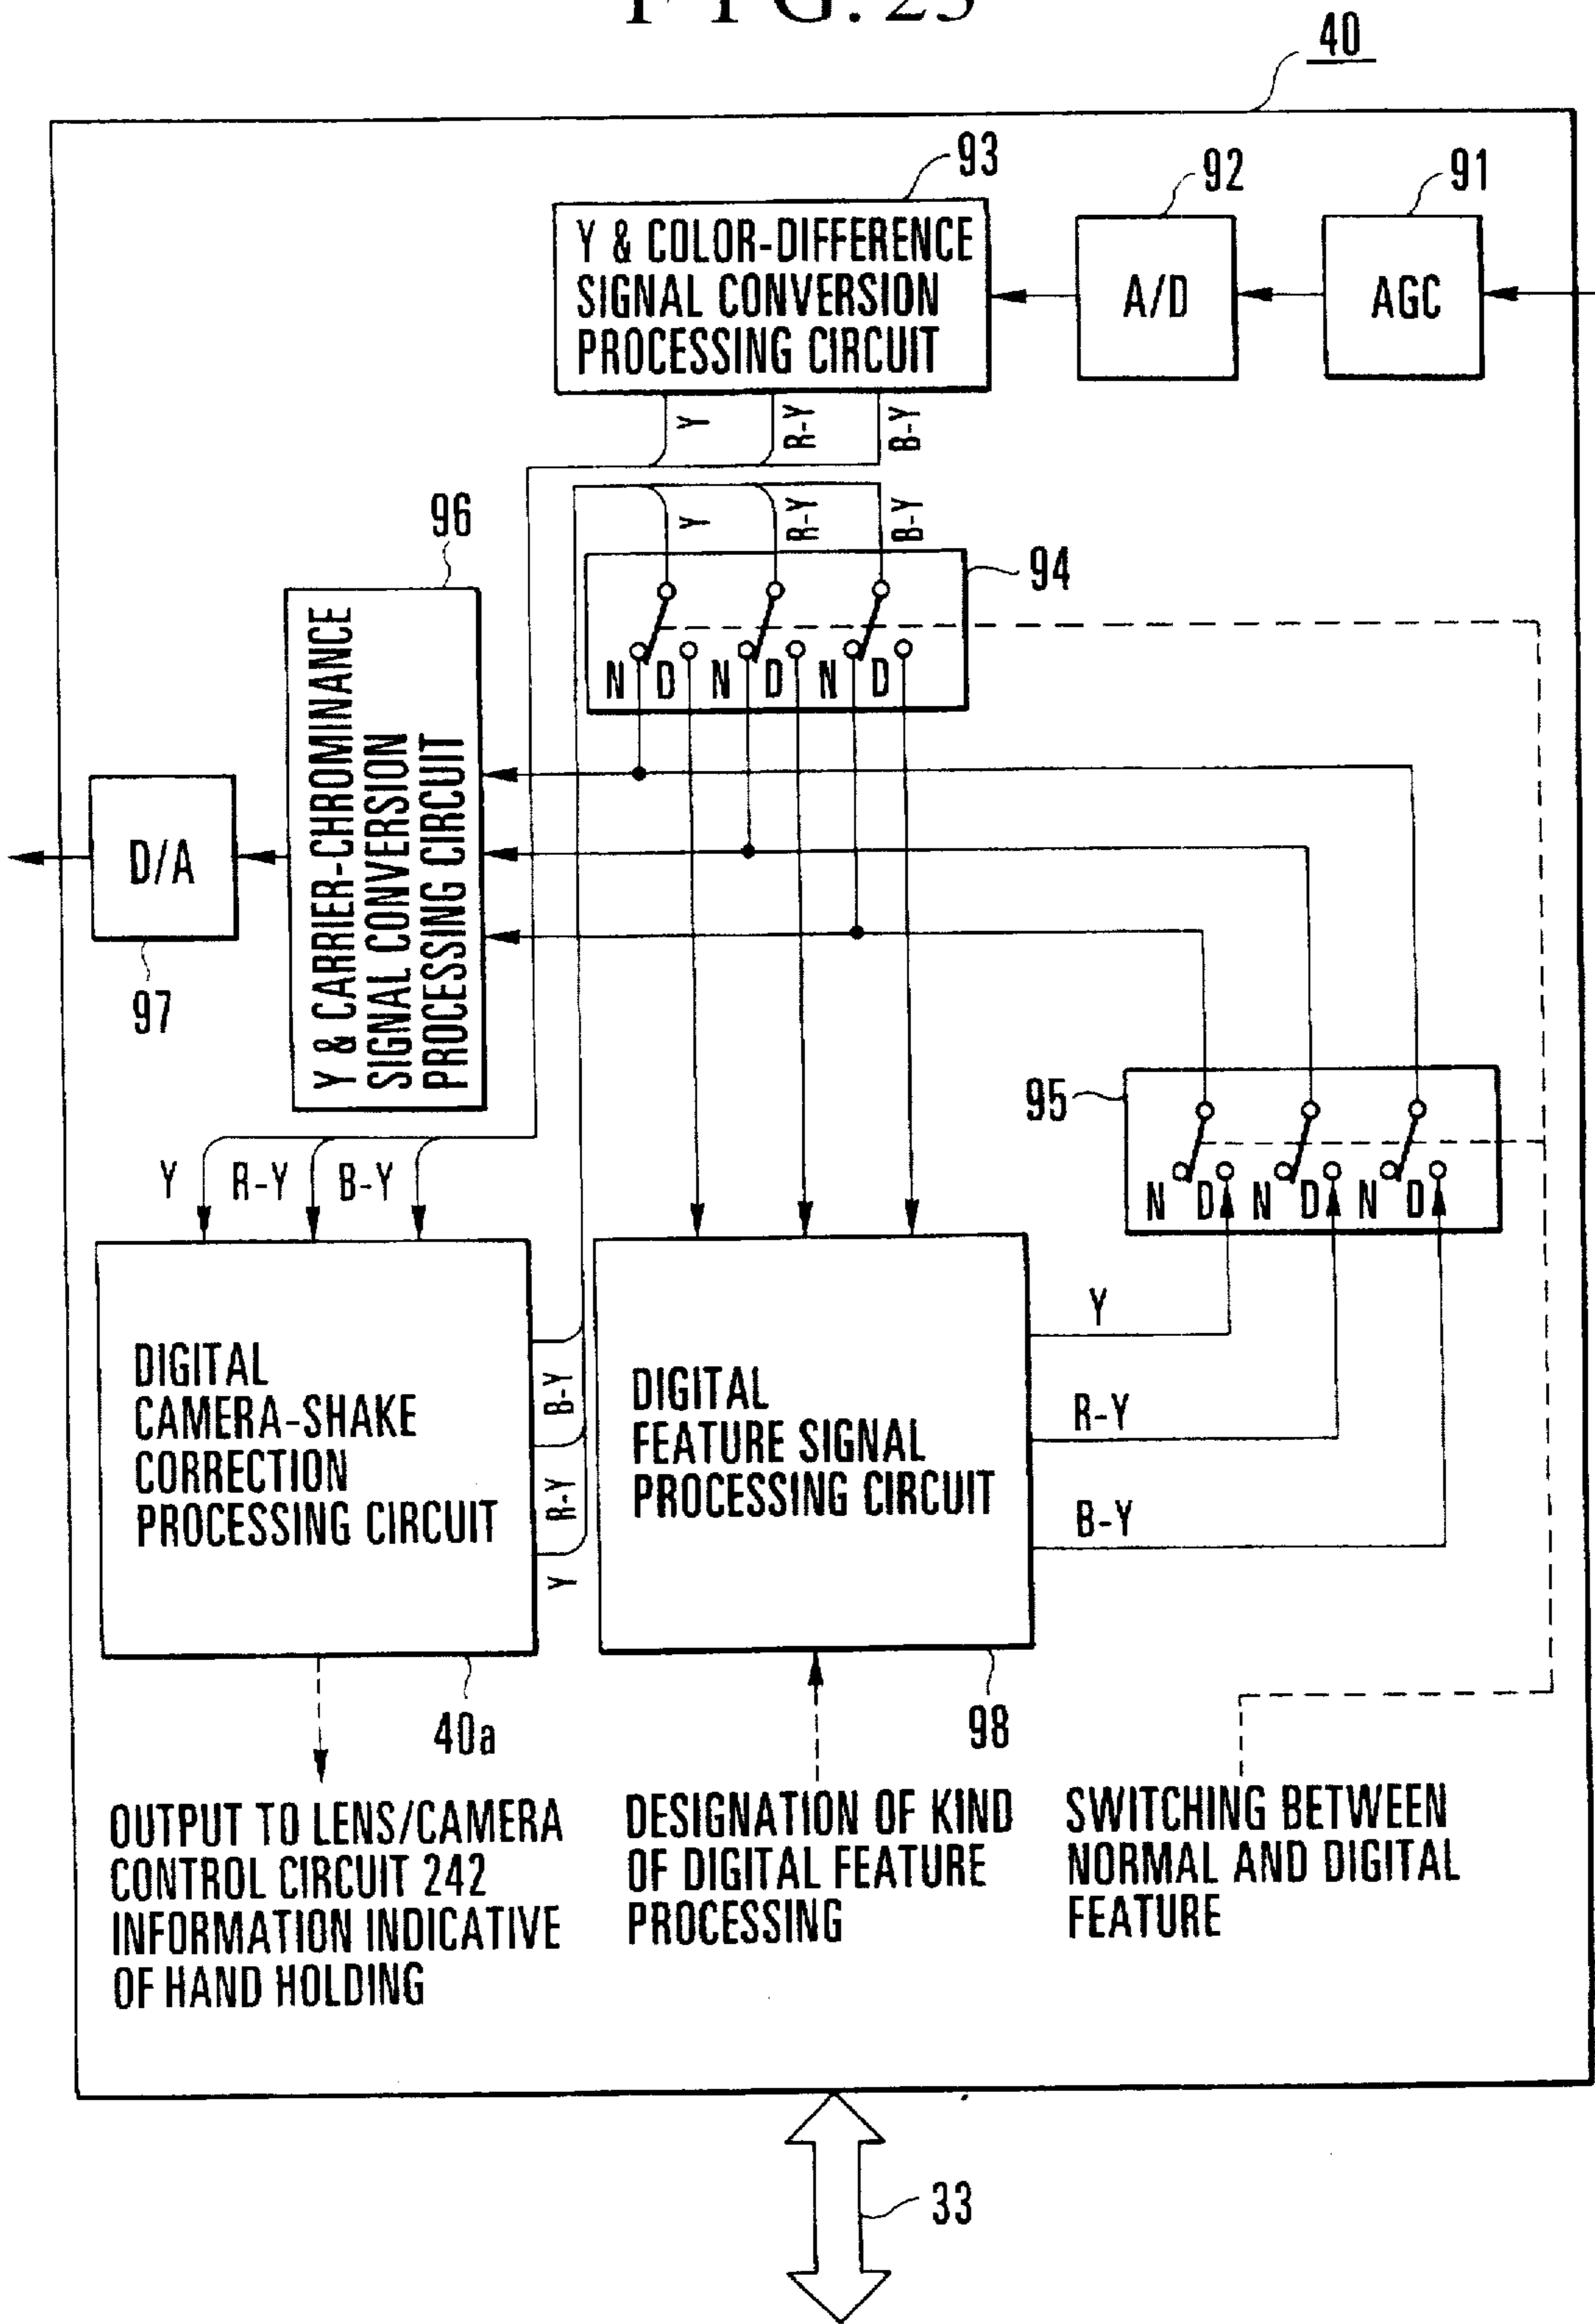 FIG. 23
40
93
92
91
Y & COLOR-DIFFERENCE
SIGNAL CONVERSION
PROCESSING CIRCUIT
A/D
AGC
Y
R-Y
B-Y
Y
R-Y
B-Y
96
94
N D N D N D
Y & CARRIER-CHROMINANCE
SIGNAL CONVERSION
PROCESSING CIRCUIT
D/A
97
95
N D N D N D
Y
R-Y
B-Y
DIGITAL
CAMERA-SHAKE
CORRECTION
PROCESSING CIRCUIT
B-Y
R-Y
Y
DIGITAL
FEATURE SIGNAL
PROCESSING CIRCUIT
Y
R-Y
B-Y
40a
98
OUTPUT TO LENS/CAMERA
CONTROL CIRCUIT 242
INFORMATION INDICATIVE
OF HAND HOLDING
DESIGNATION OF KIND
OF DIGITAL FEATURE
PROCESSING
SWITCHING BETWEEN
NORMAL AND DIGITAL
FEATURE
33